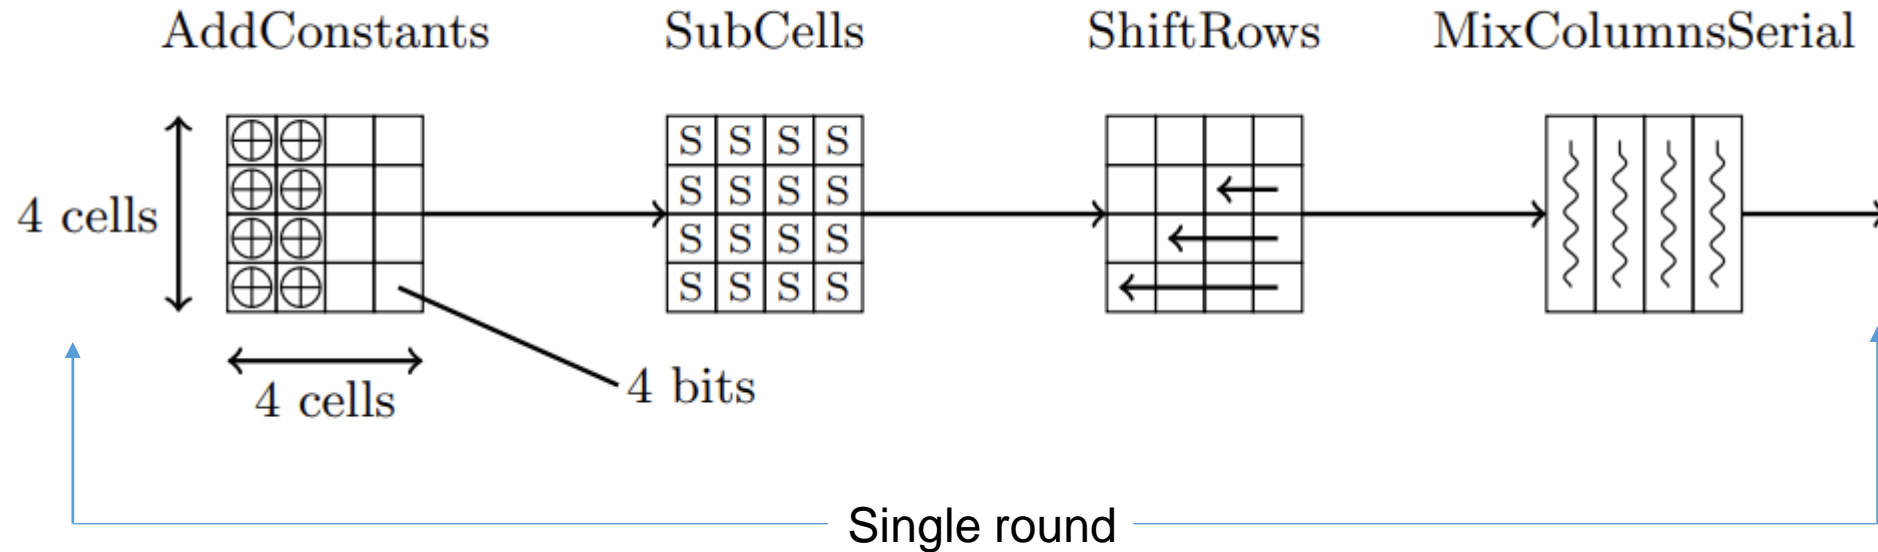 AddConstants SubCells ShiftRows MixColumnsSerial
S S S S
S S S S
4 cells
S S S S
S S S S
4 cells
4 bits
Single round